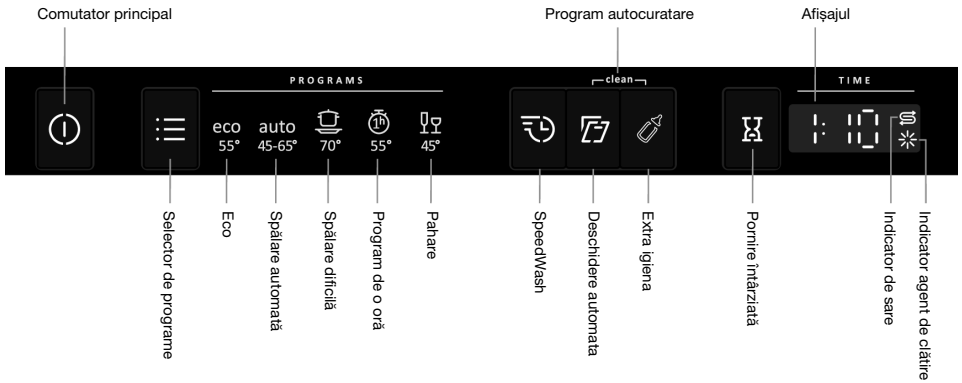 Comutator principal
Program autocuratare
Afișajul
PROGRAMS
clean
TIME
eco
55°
auto
45-65°
70°
1h
55°
45°
1:10
Selector de programe
Eco
Spălare automată
Spălare dificilă
Program de o oră
Pahare
SpeedWash
Deschidere automata
Extra igiena
Pornire întârziată
Indicator de sare
Indicator agent de clătire